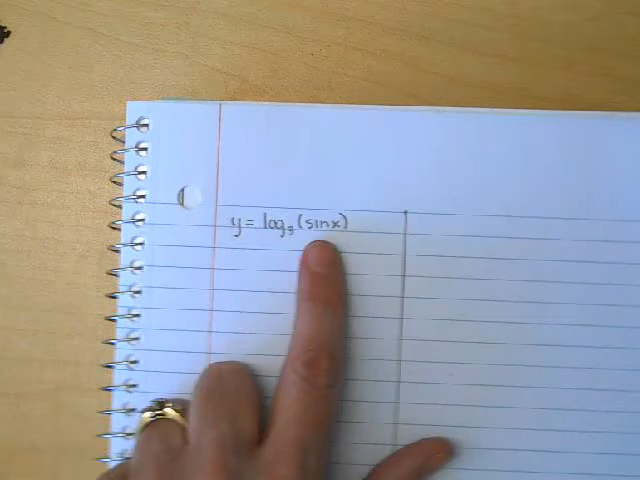 y = log₅(sinx)